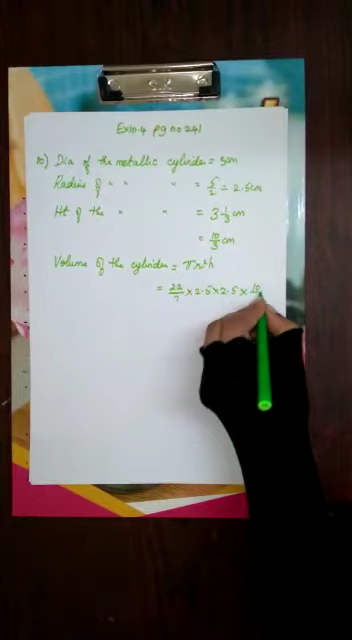 Ex10.4 pg no 241
10) Dia of the metallic cylinder = 5cm
Radius of " " " = 5/2 = 2.5cm
Ht of the " " = 3 1/3 cm
= 10/3 cm
Volume of the cylinder = πr²h
= 22/7 × 2.5 × 2.5 × 10